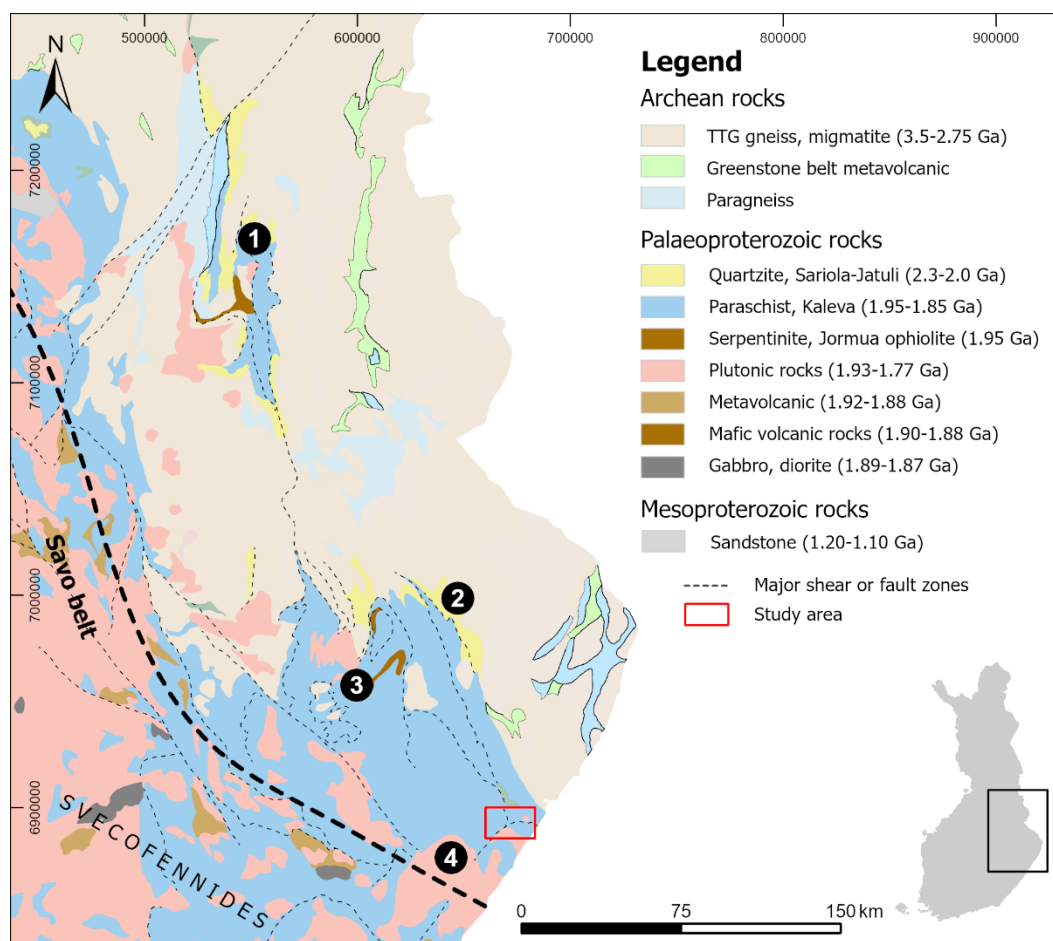 500000
600000
700000
800000
900000
N
7200000
7100000
7000000
6900000
1
2
3
4
Savo belt
SVECOFENNIDES
Legend
Archean rocks
TTG gneiss, migmatite (3.5-2.75 Ga)
Greenstone belt metavolcanic
Paragneiss
Palaeoproterozoic rocks
Quartzite, Sariola-Jatuli (2.3-2.0 Ga)
Paraschist, Kaleva (1.95-1.85 Ga)
Serpentinite, Jormua ophiolite (1.95 Ga)
Plutonic rocks (1.93-1.77 Ga)
Metavolcanic (1.92-1.88 Ga)
Mafic volcanic rocks (1.90-1.88 Ga)
Gabbro, diorite (1.89-1.87 Ga)
Mesoproterozoic rocks
Sandstone (1.20-1.10 Ga)
Major shear or fault zones
Study area
0 75 150 km